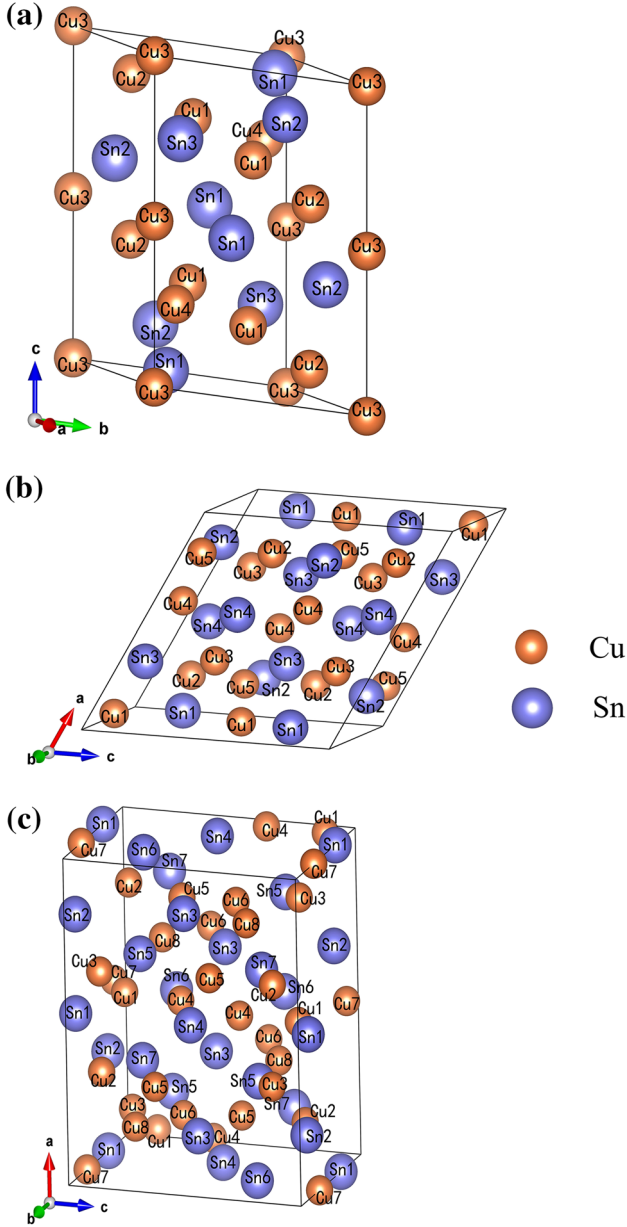 (a)
Cu3 Cu3
Cu3
Cu2 Sn1 Cu3
Cu1 Sn2
Sn2 Sn3 Cu4
Cu1
Cu3 Sn1 Cu2
Cu3 Cu3
Cu2 Sn1 Cu3
Cu1 Sn3 Sn2
Cu4
Sn2 Cu1
Cu3 Sn1 Cu2
Cu3 Cu3
Cu3
c
a b
(b)
Sn1 Cu1 Sn1 Cu1
Sn2 Cu2 Cu5 Cu2
Cu5 Cu3 Sn2
Sn3 Cu3 Sn3
Cu4 Sn4 Cu4 Sn4
Sn4 Cu4 Sn4 Cu4
Sn3 Cu3 Sn3 Cu3
Cu2 Cu5 Sn2 Cu2 Cu5
Sn2
Cu1 Sn1 Cu1 Sn1
a
b c
Cu
Sn
(c)
Sn1 Sn4 Cu4 Cu1
Cu7 Sn6 Sn1
Sn7 Cu7
Cu2 Cu5 Sn5
Cu6 Cu3
Sn2 Sn3 Cu6 Cu8
Cu8 Sn3 Sn2
Sn5
Cu3 Cu7 Sn6 Cu5 Sn7
Cu1 Cu4 Cu2 Sn6
Cu7
Sn1 Sn4 Cu4 Cu1
Cu6 Sn1
Sn2 Sn7 Sn3 Cu8
Cu2 Cu5 Sn5 Sn5 Cu3
Cu3 Cu6 Cu5 Sn7 Cu2
Cu8 Cu1 Sn3 Cu4 Sn2
Sn1 Sn4 Sn1
Cu7 Sn6 Cu7
a
b c